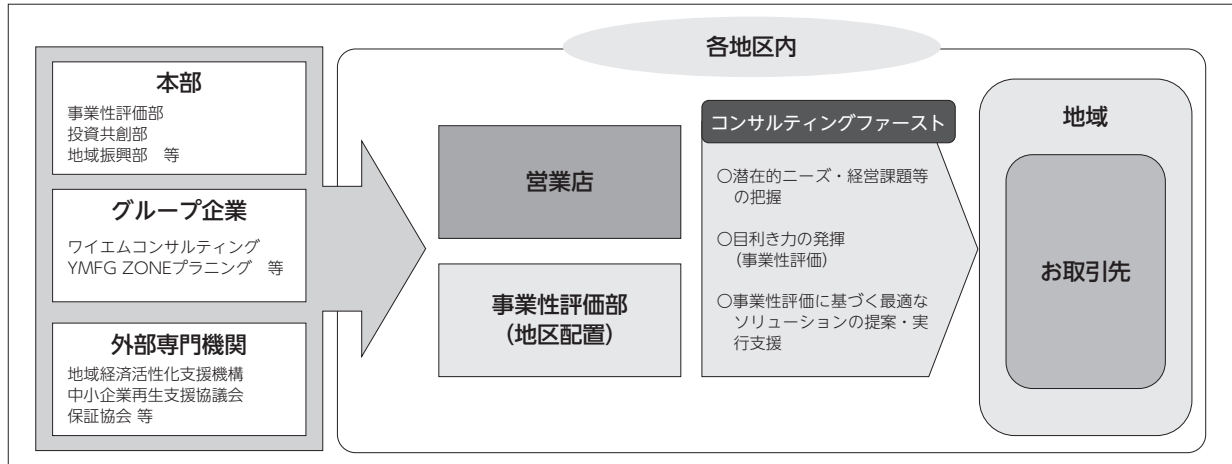 各地区内
本部
事業性評価部
投資共創部
地域振興部　等
グループ企業
ワイエムコンサルティング
YMFG ZONEプラニング　等
外部専門機関
地域経済活性化支援機構
中小企業再生支援協議会
保証協会 等
営業店
事業性評価部
（地区配置）
コンサルティングファースト
○潜在的ニーズ・経営課題等
の把握
○目利き力の発揮
（事業性評価）
○事業性評価に基づく最適な
ソリューションの提案・実
行支援
地域
お取引先